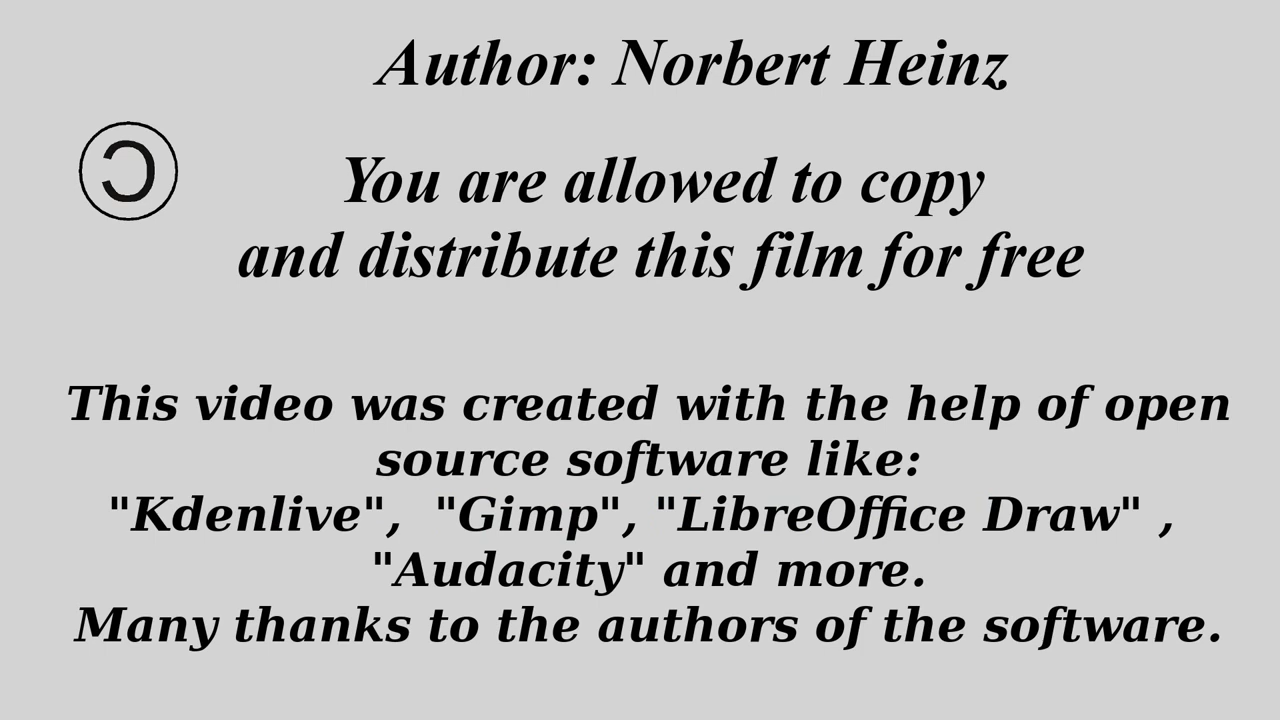 Author: Norbert Heinz
Ɔ
You are allowed to copy
and distribute this film for free
This video was created with the help of open
source software like:
"Kdenlive",  "Gimp", "LibreOffice Draw" ,
"Audacity" and more.
Many thanks to the authors of the software.